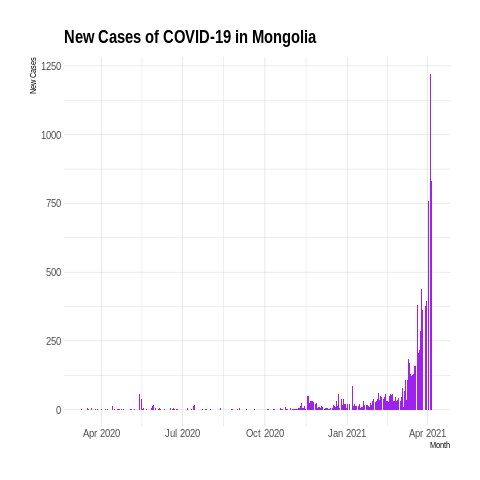 New Cases of COVID-19 in Mongolia
New Cases
1250
1000
750
500
250
0
Apr 2020
Jul 2020
Oct 2020
Jan 2021
Apr 2021
Month